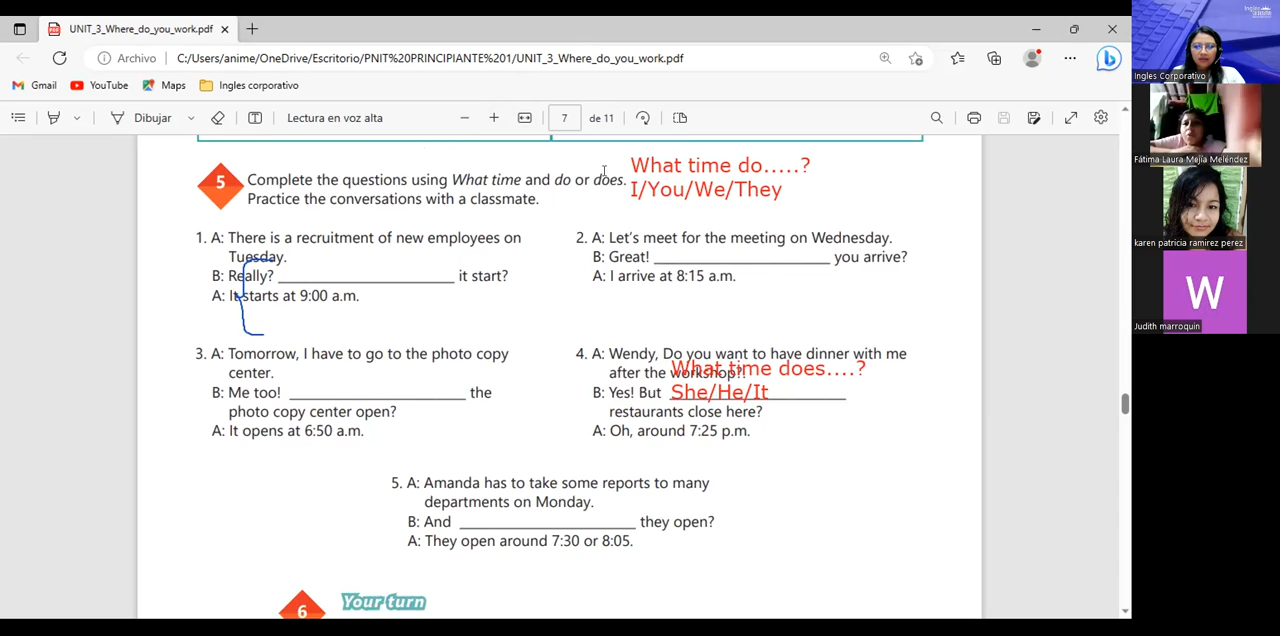 UNIT_3_Where_do_you_work.pdf
Archivo
C:/Users/anime/OneDrive/Escritorio/PNIT%20PRINCIPIANTE%201/UNIT_3_Where_do_you_work.pdf
Gmail YouTube Maps Ingles corporativo
Dibujar Lectura en voz alta 7 de 11
5 Complete the questions using What time and do or does.
Practice the conversations with a classmate.
What time do.....?
I/You/We/They
1. A: There is a recruitment of new employees on
Tuesday.
B: Really? ______________________ it start?
A: It starts at 9:00 a.m.
2. A: Let's meet for the meeting on Wednesday.
B: Great! ______________________ you arrive?
A: I arrive at 8:15 a.m.
3. A: Tomorrow, I have to go to the photo copy
center.
B: Me too! ______________________ the
photo copy center open?
A: It opens at 6:50 a.m.
4. A: Wendy, Do you want to have dinner with me
after the workshop?
B: Yes! But ______________________
restaurants close here?
A: Oh, around 7:25 p.m.
What time does....?
She/He/It
5. A: Amanda has to take some reports to many
departments on Monday.
B: And ______________________ they open?
A: They open around 7:30 or 8:05.
6 Your turn
Ingles Corporativo
Fátima Laura Mejía Meléndez
karen patricia ramirez perez
W
Judith marroquin